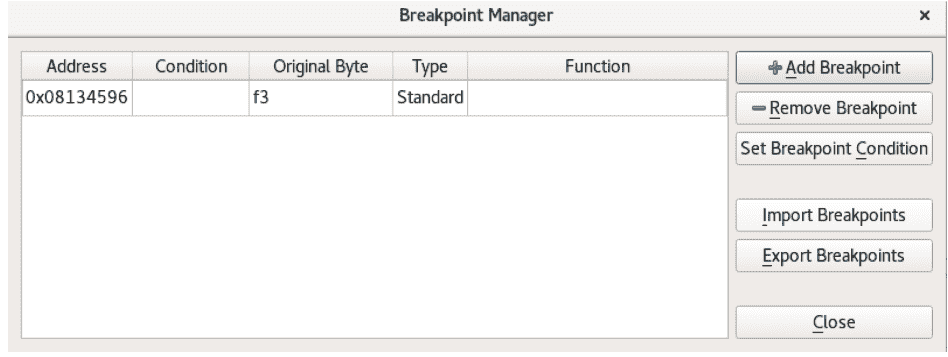 Breakpoint Manager ×
Address Condition Original Byte Type Function
0x08134596 f3 Standard
Add Breakpoint
Remove Breakpoint
Set Breakpoint Condition
Import Breakpoints
Export Breakpoints
Close